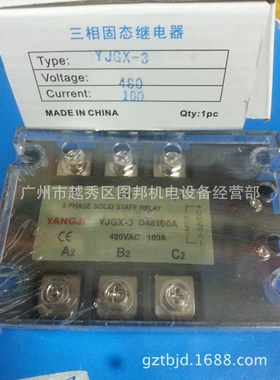 三相固态继电器
Type: YJGX-3
Voltage: 480
Current: 100
MADE IN CHINA Qty:1pc
广州市越秀区图邦机电设备经营部
3 PHASE SOLID STATE RELAY
YANGJI YJGX-3 D48100A
CE 480VAC 100A
A2 B2 C2
gztbjd.1688.com